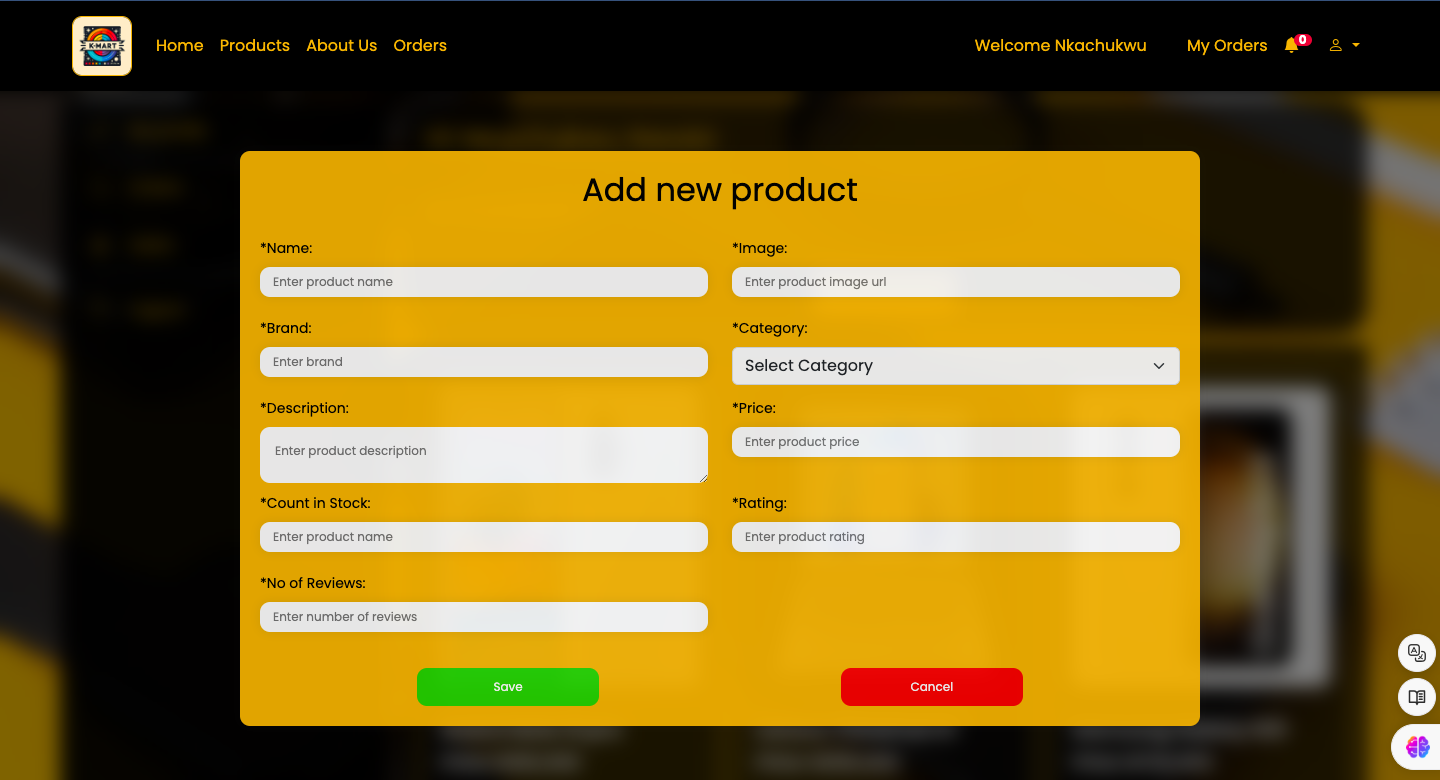 K-MART
Home Products About Us Orders
Welcome Nkachukwu My Orders 0
Add new product
*Name:
Enter product name
*Image:
Enter product image url
*Brand:
Enter brand
*Category:
Select Category
*Description:
Enter product description
*Price:
Enter product price
*Count in Stock:
Enter product name
*Rating:
Enter product rating
*No of Reviews:
Enter number of reviews
Save
Cancel